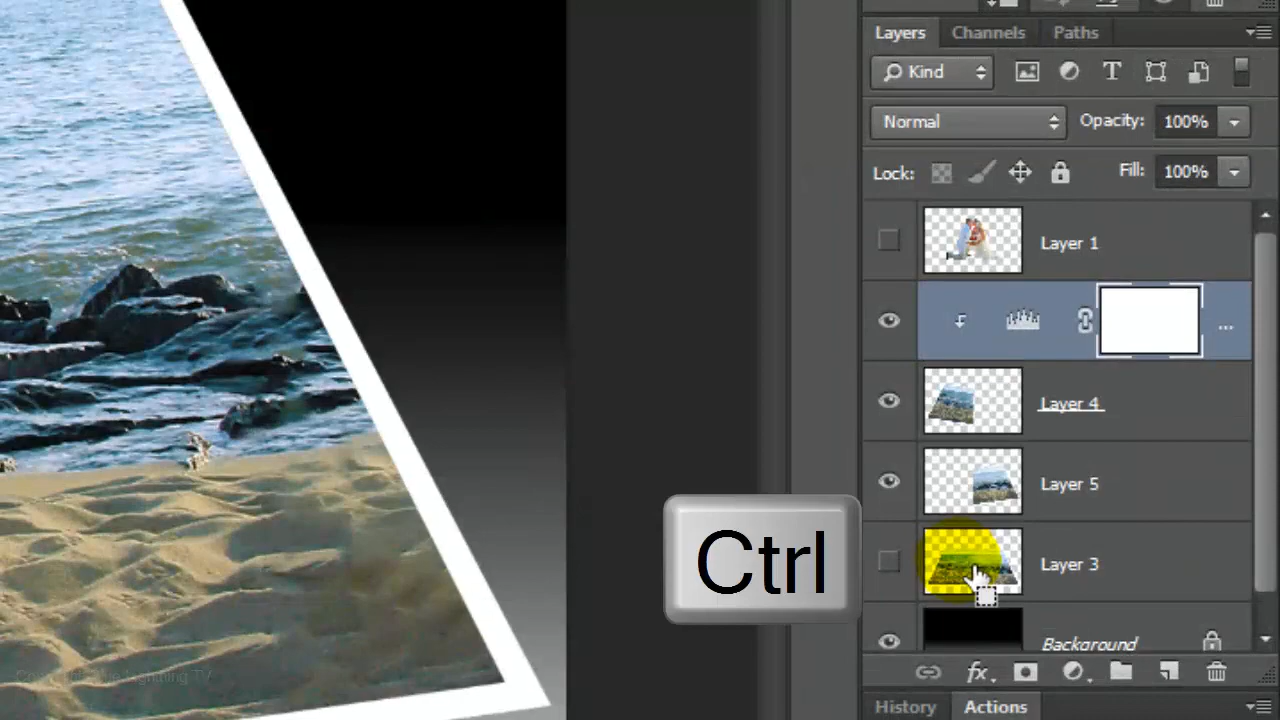 Layers Channels Paths
Kind
Normal Opacity: 100%
Lock: Fill: 100%
Layer 1
...
Layer 4
Layer 5
Ctrl
Layer 3
Background
fx
History Actions